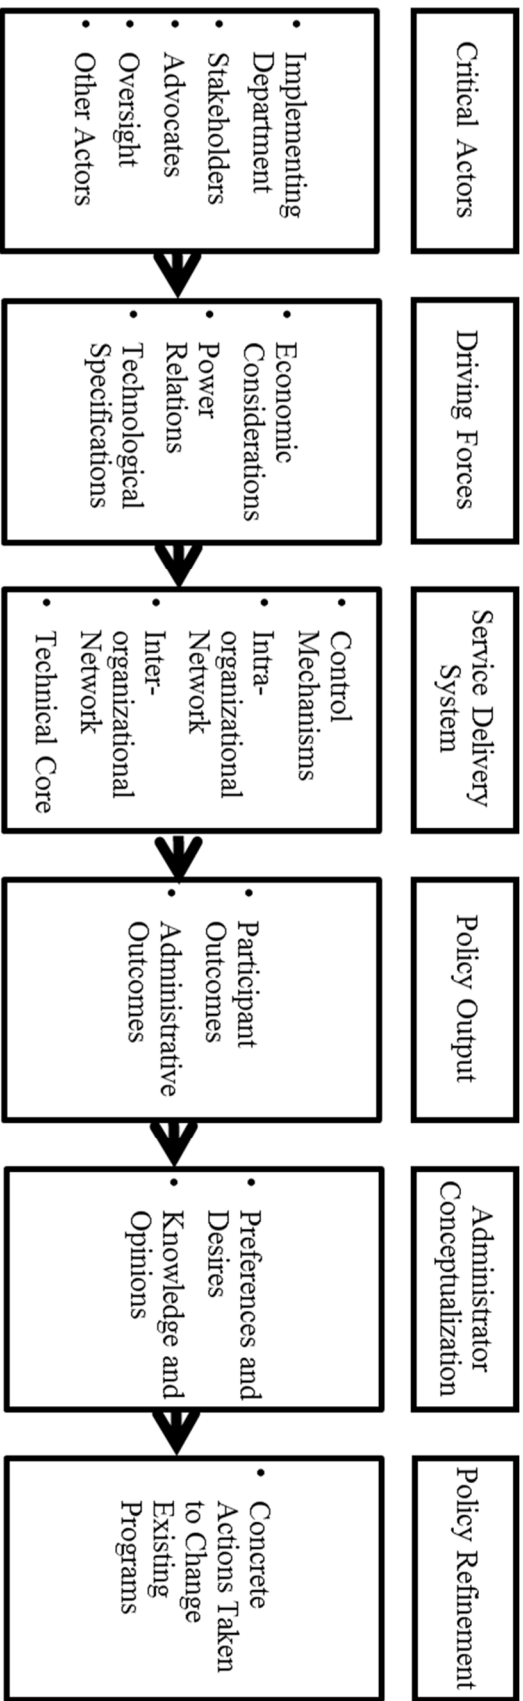 Critical Actors
• Implementing
Department
• Stakeholders
• Advocates
• Oversight
• Other Actors
Driving Forces
• Economic
Considerations
• Power
Relations
• Technological
Specifications
Service Delivery
System
• Control
Mechanisms
• Intra-
organizational
Network
• Inter-
organizational
Network
• Technical Core
Policy Output
• Participant
Outcomes
• Administrative
Outcomes
Administrator
Conceptualization
• Preferences and
Desires
• Knowledge and
Opinions
Policy Refinement
• Concrete
Actions Taken
to Change
Existing
Programs